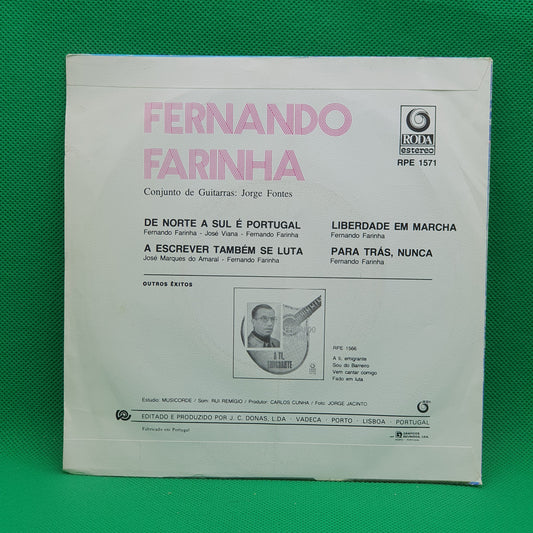 FERNANDO
FARINHA
RODA
estereo
RPE 1571
Conjunto de Guitarras: Jorge Fontes
DE NORTE A SUL É PORTUGAL
Fernando Farinha - José Viana - Fernando Farinha
A ESCREVER TAMBÉM SE LUTA
José Marques do Amaral - Fernando Farinha
LIBERDADE EM MARCHA
Fernando Farinha
PARA TRÁS, NUNCA
Fernando Farinha
OUTROS ÊXITOS
A TI,
EMIGRANTE
RPE 1566
A ti, emigrante
Sou do Barreiro
Vem cantar comigo
Fado em luta
Estudio: MUSICORDE / Som: RUI REMIGIO / Produtor: CARLOS CUNHA / Foto: JORGE JACINTO
EDITADO E PRODUZIDO POR J. C. DONAS, L.DA - VADECA - PORTO - LISBOA - PORTUGAL
Fabricado em Portugal